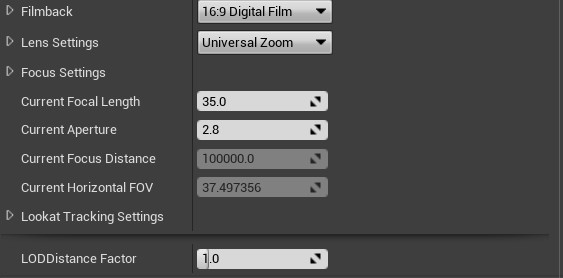 Filmback 16:9 Digital Film
Lens Settings Universal Zoom
Focus Settings
Current Focal Length 35.0
Current Aperture 2.8
Current Focus Distance 100000.0
Current Horizontal FOV 37.497356
Lookat Tracking Settings
LODDistance Factor 1.0